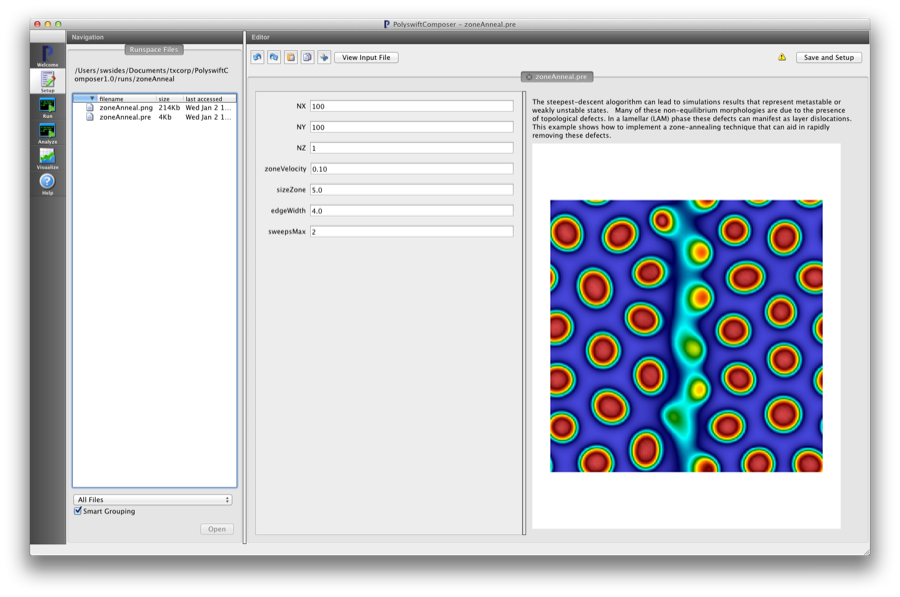 PolyswiftComposer - zoneAnneal.pre
Navigation
Editor
Runspace Files
/Users/swsides/Documents/txcorp/PolyswiftC
omposer1.0/runs/zoneAnneal
filename size last accessed
zoneAnneal.png 214Kb Wed Jan 2 1...
zoneAnneal.pre 4Kb Wed Jan 2 1...
All Files
Smart Grouping
Open
Welcome
Setup
Run
Analyze
Visualize
Help
View Input File
Save and Setup
zoneAnneal.pre
NX 100
NY 100
NZ 1
zoneVelocity 0.10
sizeZone 5.0
edgeWidth 4.0
sweepsMax 2
The steepest-descent alogorithm can lead to simulations results that represent metastable or
weakly unstable states. Many of these non-equilibrium morphologies are due to the presence
of topological defects. In a lamellar (LAM) phase these defects can manifest as layer dislocations.
This example shows how to implement a zone-annealing technique that can aid in rapidly
removing these defects.